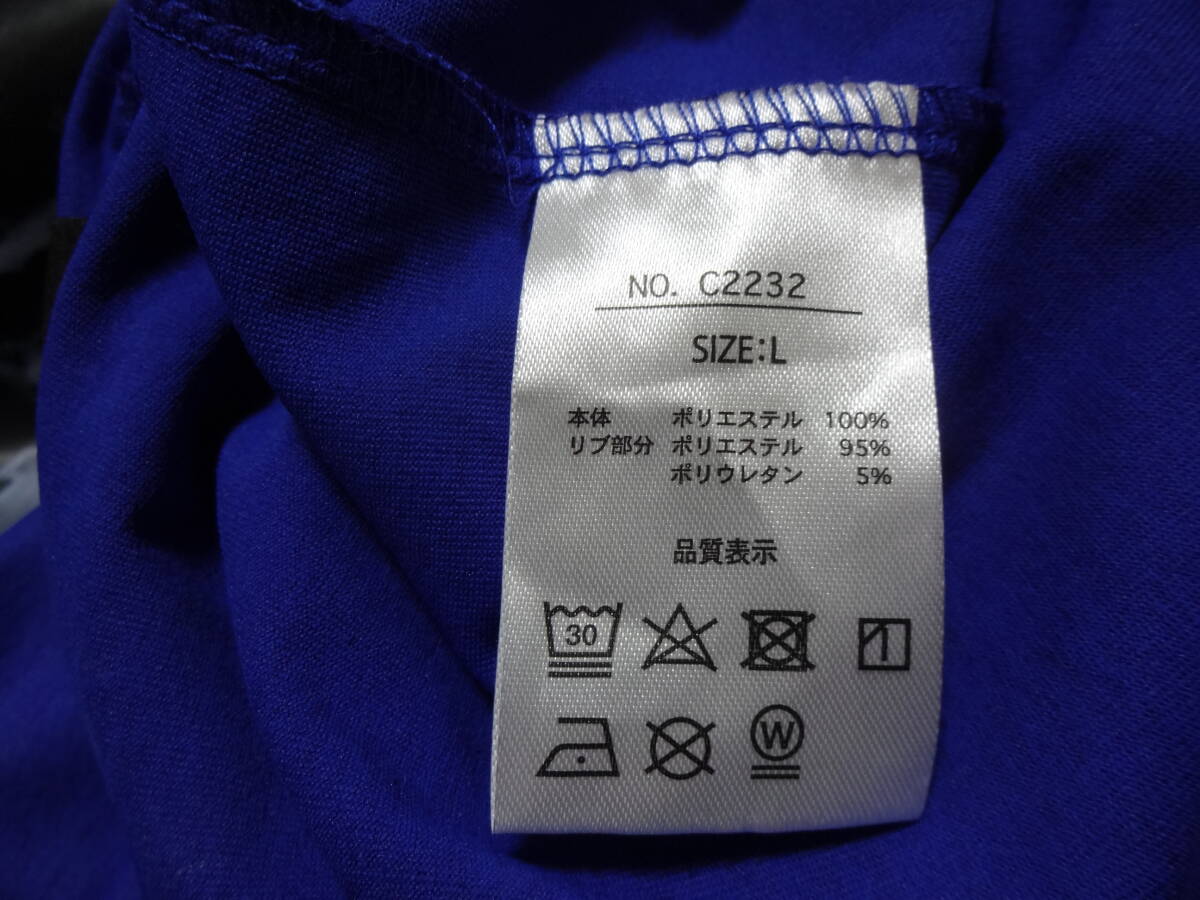 NO. C2232
SIZE:L
本体 ポリエステル 100%
リブ部分 ポリエステル 95%
ポリウレタン 5%
品質表示
30
W